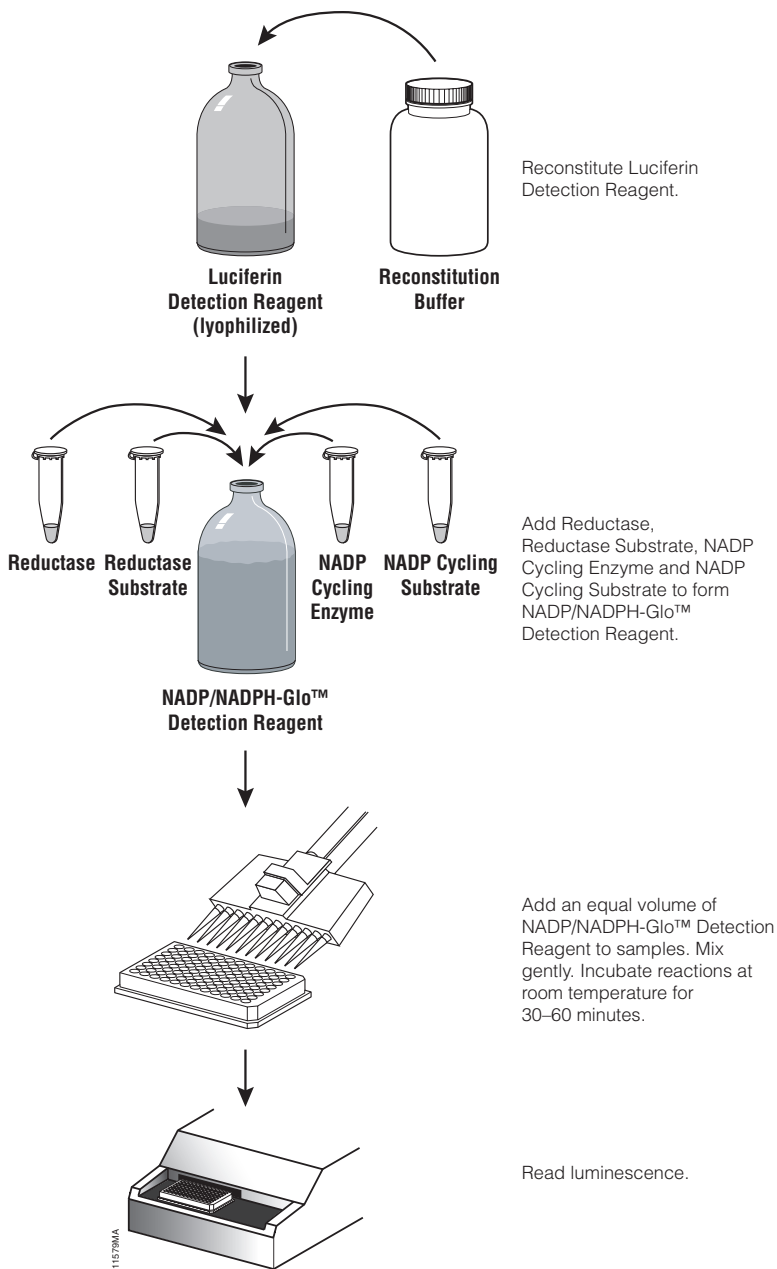 Reconstitute Luciferin
Detection Reagent.
Luciferin
Detection Reagent
(lyophilized)
Reconstitution
Buffer
Reductase
Reductase
Substrate
NADP
Cycling
Enzyme
NADP Cycling
Substrate
Add Reductase,
Reductase Substrate, NADP
Cycling Enzyme and NADP
Cycling Substrate to form
NADP/NADPH-Glo™
Detection Reagent.
NADP/NADPH-Glo™
Detection Reagent
Add an equal volume of
NADP/NADPH-Glo™ Detection
Reagent to samples. Mix
gently. Incubate reactions at
room temperature for
30–60 minutes.
Read luminescence.
11579MA